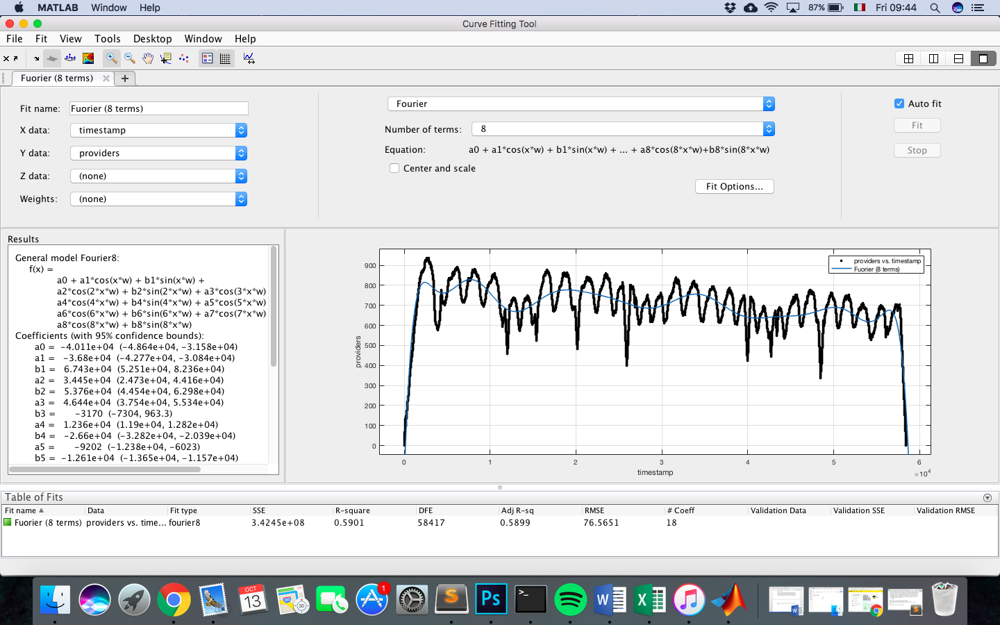 MATLAB Window Help 87% Fri 09:44
Curve Fitting Tool
File Fit View Tools Desktop Window Help
Fuorier (8 terms)
Fit name: Fuorier (8 terms)
X data: timestamp
Y data: providers
Z data: (none)
Weights: (none)
Fourier
Number of terms: 8
Equation: a0 + a1*cos(x*w) + b1*sin(x*w) + ... + a8*cos(8*x*w)+b8*sin(8*x*w)
Center and scale
Fit Options...
Auto fit
Fit
Stop
Results
General model Fourier8:
f(x) =
a0 + a1*cos(x*w) + b1*sin(x*w) +
a2*cos(2*x*w) + b2*sin(2*x*w) + a3*cos(3*x*w)
a4*cos(4*x*w) + b4*sin(4*x*w) + a5*cos(5*x*w)
a6*cos(6*x*w) + b6*sin(6*x*w) + a7*cos(7*x*w)
a8*cos(8*x*w) + b8*sin(8*x*w)
Coefficients (with 95% confidence bounds):
a0 = -4.011e+04 (-4.864e+04, -3.158e+04)
a1 = -3.68e+04 (-4.277e+04, -3.084e+04)
b1 = 6.743e+04 (5.251e+04, 8.236e+04)
a2 = 3.445e+04 (2.473e+04, 4.416e+04)
b2 = 5.376e+04 (4.454e+04, 6.298e+04)
a3 = 4.644e+04 (3.754e+04, 5.534e+04)
b3 = -3170 (-7304, 963.3)
a4 = 1.236e+04 (1.19e+04, 1.282e+04)
b4 = -2.66e+04 (-3.282e+04, -2.039e+04)
a5 = -9202 (-1.238e+04, -6023)
b5 = -1.261e+04 (-1.365e+04, -1.157e+04)
providers vs. timestamp
Fuorier (8 terms)
900
800
700
600
500
400
300
200
100
0
providers
0 1 2 3 4 5 6
timestamp
×10⁴
Table of Fits
Fit name Data Fit type SSE R-square DFE Adj R-sq RMSE # Coeff Validation Data Validation SSE Validation RMSE
Fuorier (8 terms) providers vs. time... fourier8 3.4245e+08 0.5901 58417 0.5899 76.5651 18
OCT
13
3D
1
S
Ps
>_
W
X
W
S